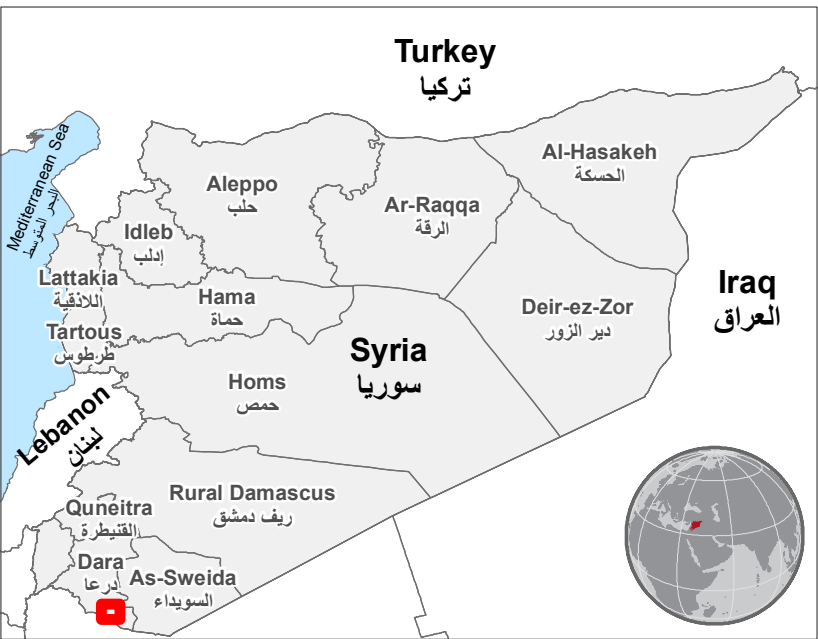 Turkey
تركيا
Mediterranean Sea
البحر المتوسط
Al-Hasakeh
الحسكة
Aleppo
حلب
Ar-Raqqa
الرقة
Idleb
إدلب
Lattakia
اللاذقية
Hama
حماة
Iraq
العراق
Deir-ez-Zor
دير الزور
Tartous
طرطوس
Syria
سوريا
Homs
حمص
Lebanon
لبنان
Rural Damascus
ريف دمشق
Quneitra
القنيطرة
Dara
درعا
As-Sweida
السويداء